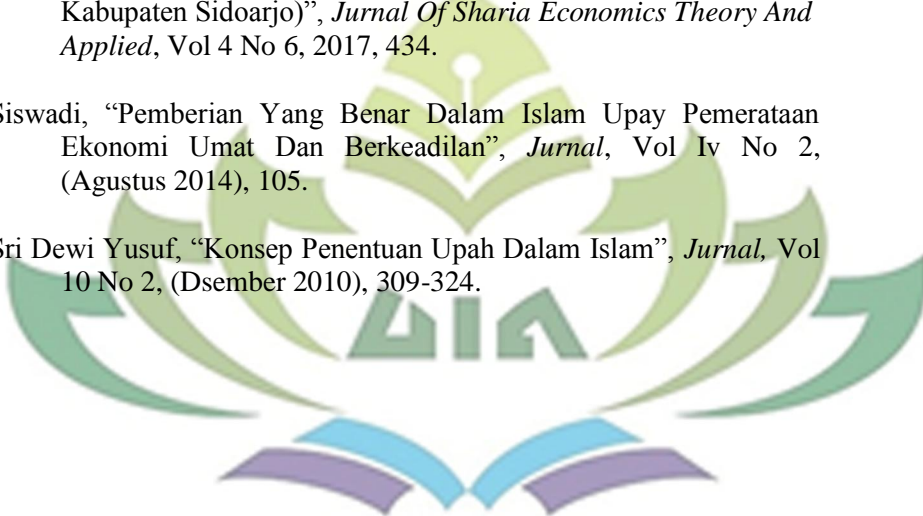 Kabupaten Sidoarjo)”, Jurnal Of Sharia Economics Theory And
Applied, Vol 4 No 6, 2017, 434.
Siswadi, “Pemberian Yang Benar Dalam Islam Upay Pemerataan
Ekonomi Umat Dan Berkeadilan”, Jurnal, Vol Iv No 2,
(Agustus 2014), 105.
Sri Dewi Yusuf, “Konsep Penentuan Upah Dalam Islam”, Jurnal, Vol
10 No 2, (Dsember 2010), 309-324.
UIN